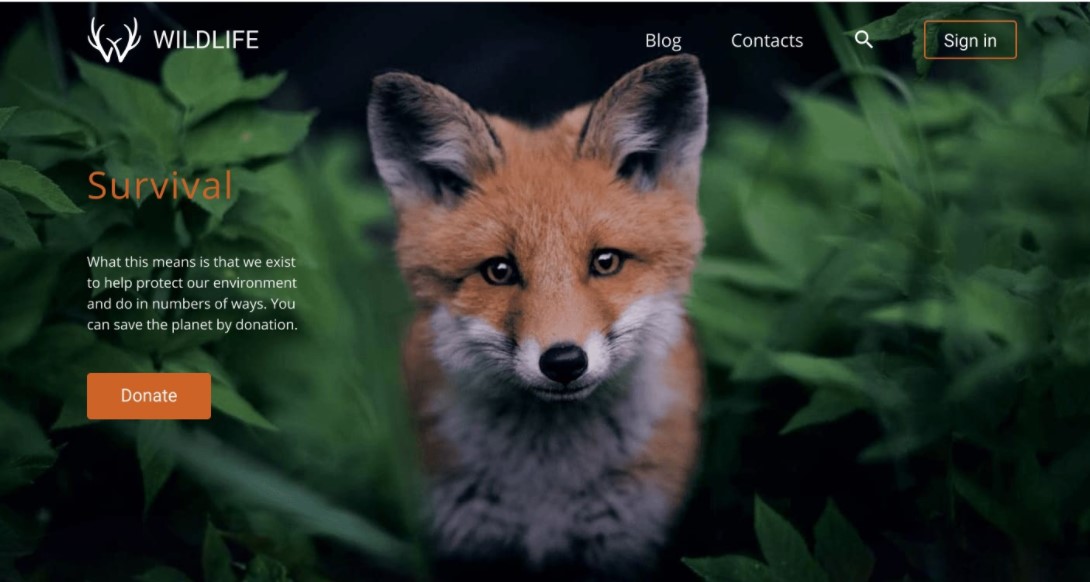 WILDLIFE
Blog
Contacts
Sign in
Survival
What this means is that we exist
to help protect our environment
and do in numbers of ways. You
can save the planet by donation.
Donate